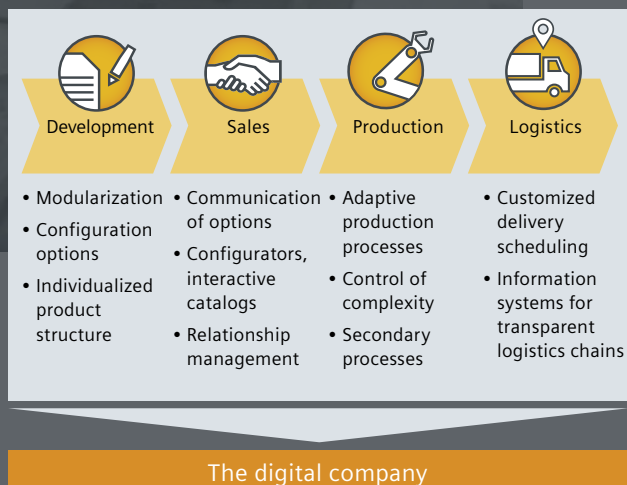 Development
Sales
Production
Logistics
• Modularization
• Configuration
options
• Individualized
product
structure
• Communication
of options
• Configurators,
interactive
catalogs
• Relationship
management
• Adaptive
production
processes
• Control of
complexity
• Secondary
processes
• Customized
delivery
scheduling
• Information
systems for
transparent
logistics chains
The digital company